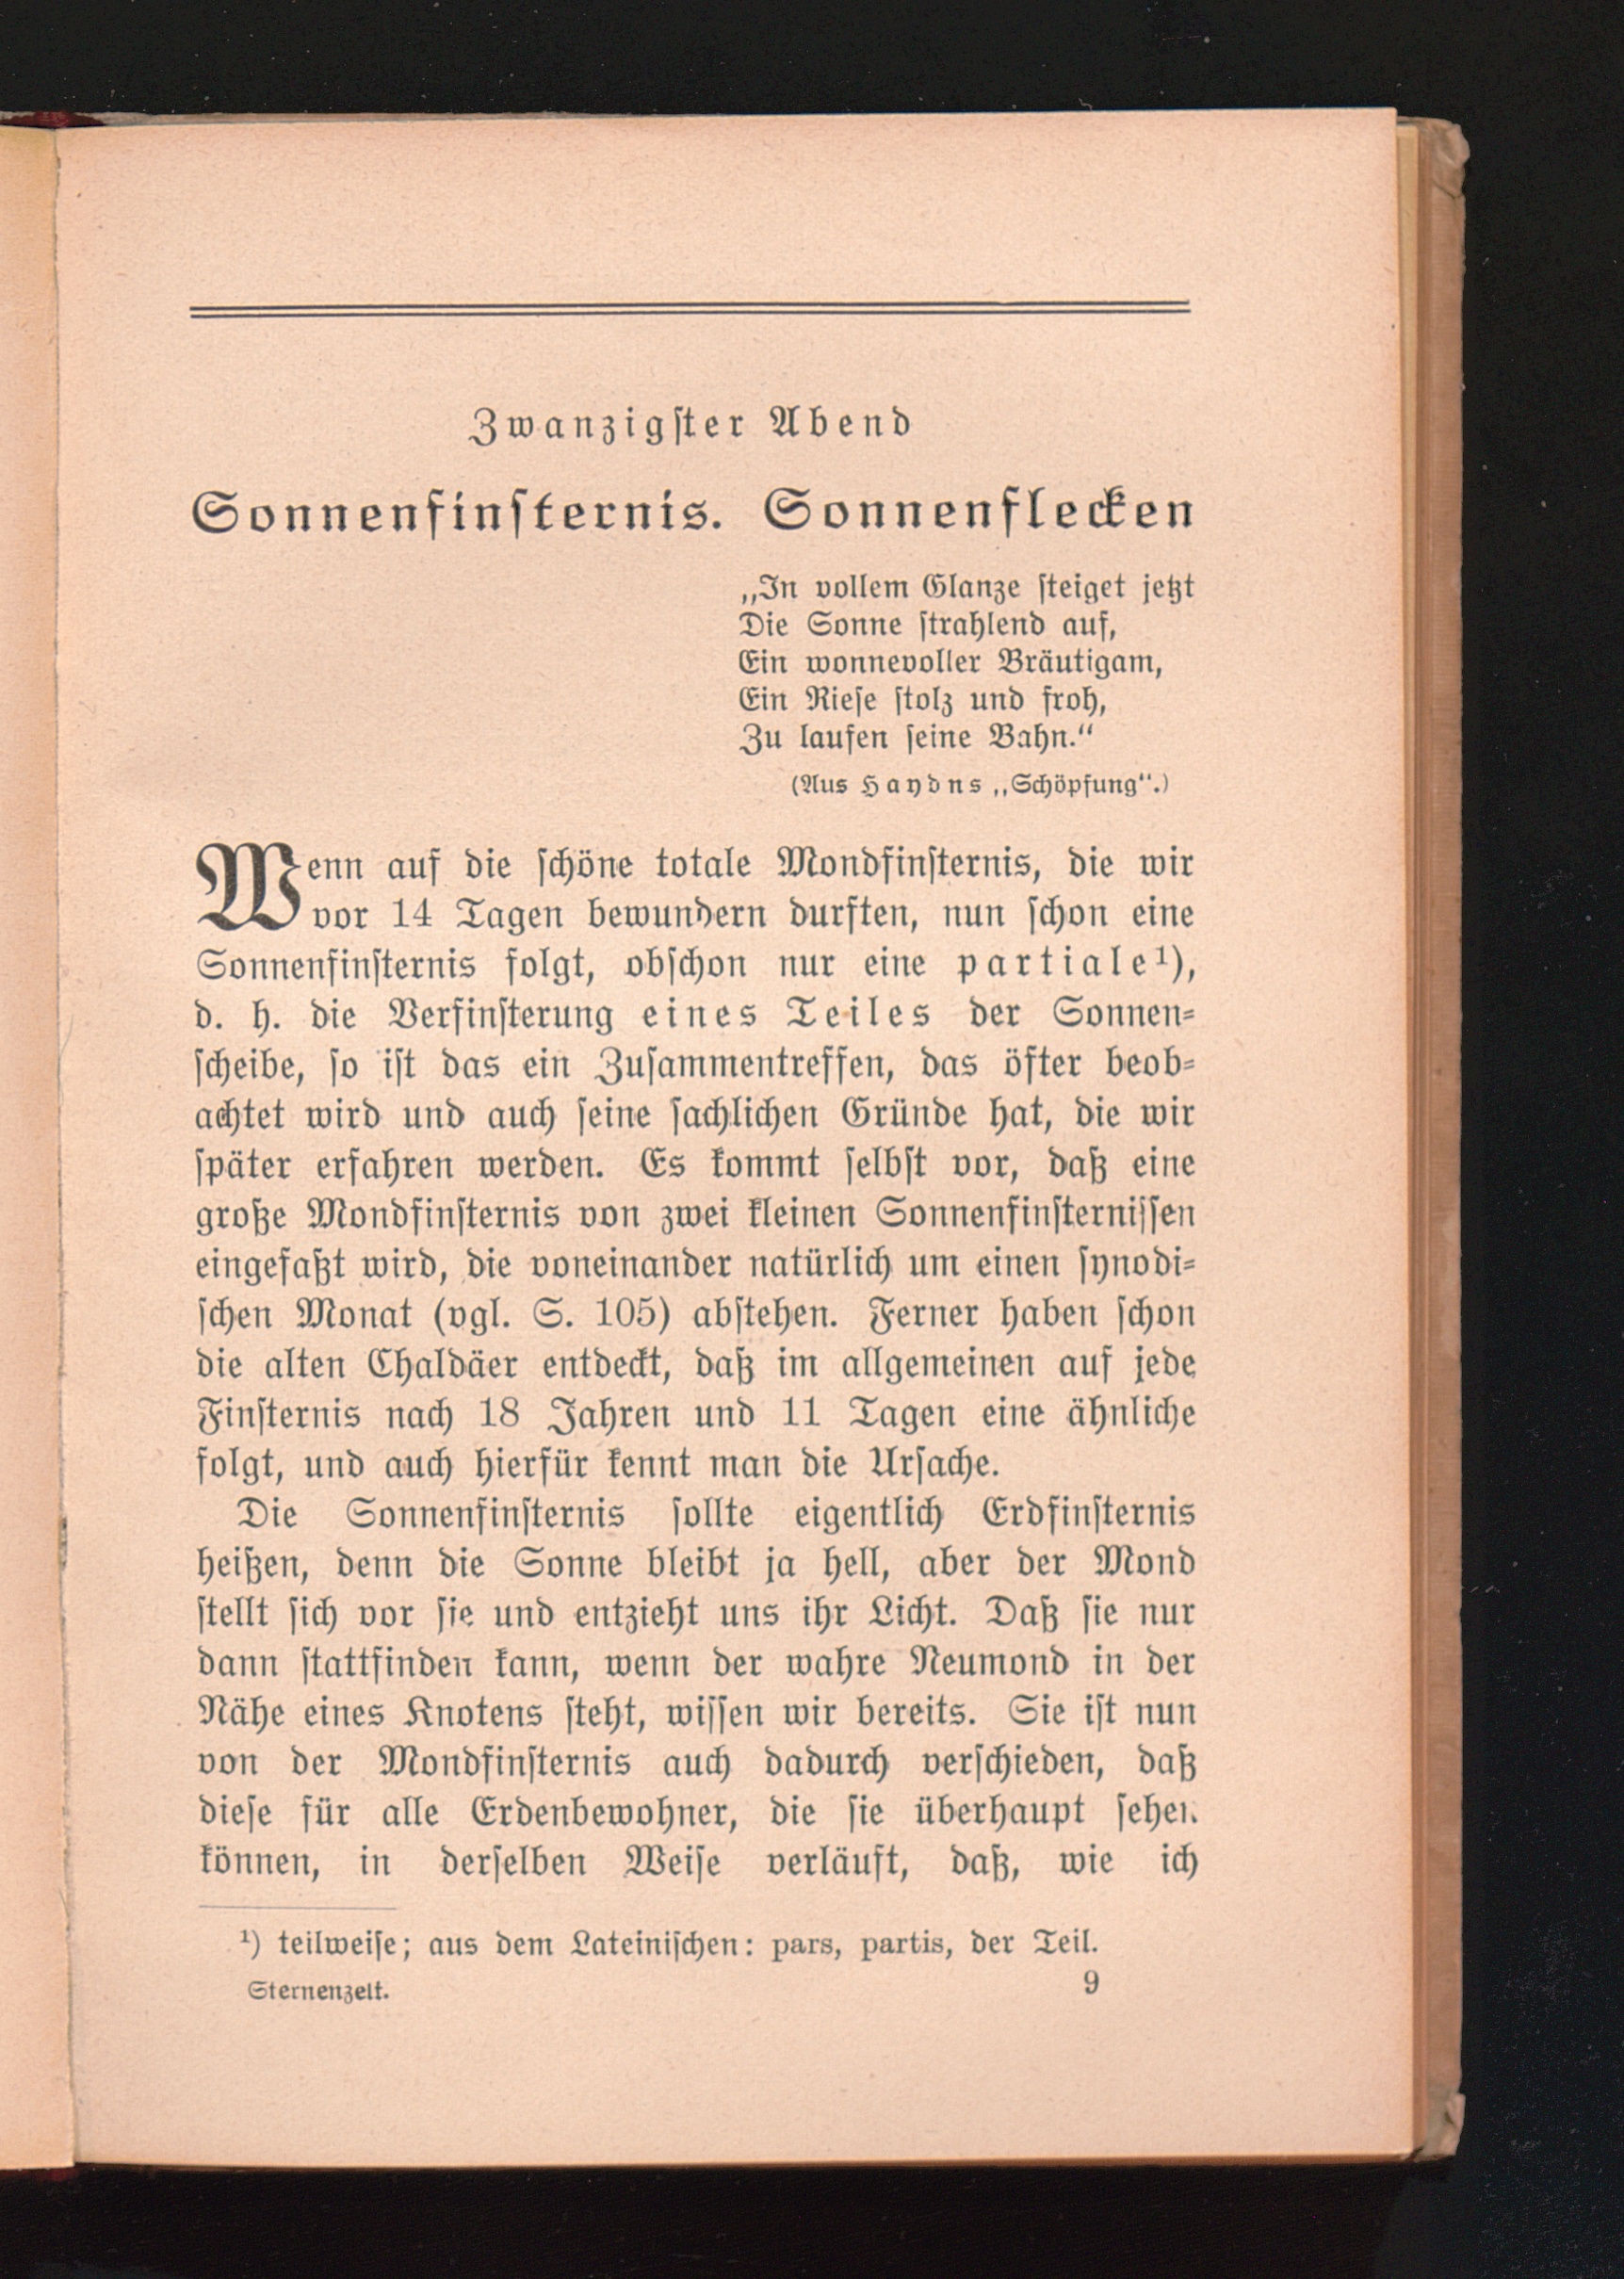 Zwanzigster Abend
Sonnenfinsternis. Sonnenflecken
„In vollem Glanze steiget jetzt
Die Sonne strahlend auf,
Ein wonnevoller Bräutigam,
Ein Riese stolz und froh,
Zu laufen seine Bahn.“
(Aus Haydns „Schöpfung“.)
Wenn auf die schöne totale Mondfinsternis, die wir
vor 14 Tagen bewundern durften, nun schon eine
Sonnenfinsternis folgt, obschon nur eine partiale¹),
d. h. die Verfinsterung eines Teiles der Sonnen-
scheibe, so ist das ein Zusammentreffen, das öfter beob-
achtet wird und auch seine sachlichen Gründe hat, die wir
später erfahren werden. Es kommt selbst vor, daß eine
große Mondfinsternis von zwei kleinen Sonnenfinsternissen
eingefaßt wird, die voneinander natürlich um einen synodi-
schen Monat (vgl. S. 105) abstehen. Ferner haben schon
die alten Chaldäer entdeckt, daß im allgemeinen auf jede
Finsternis nach 18 Jahren und 11 Tagen eine ähnliche
folgt, und auch hierfür kennt man die Ursache.
Die Sonnenfinsternis sollte eigentlich Erdfinsternis
heißen, denn die Sonne bleibt ja hell, aber der Mond
stellt sich vor sie und entzieht uns ihr Licht. Daß sie nur
dann stattfinden kann, wenn der wahre Neumond in der
Nähe eines Knotens steht, wissen wir bereits. Sie ist nun
von der Mondfinsternis auch dadurch verschieden, daß
diese für alle Erdenbewohner, die sie überhaupt sehen
können, in derselben Weise verläuft, daß, wie ich
¹) teilweise; aus dem Lateinischen: pars, partis, der Teil.
Sternenzelt. 9